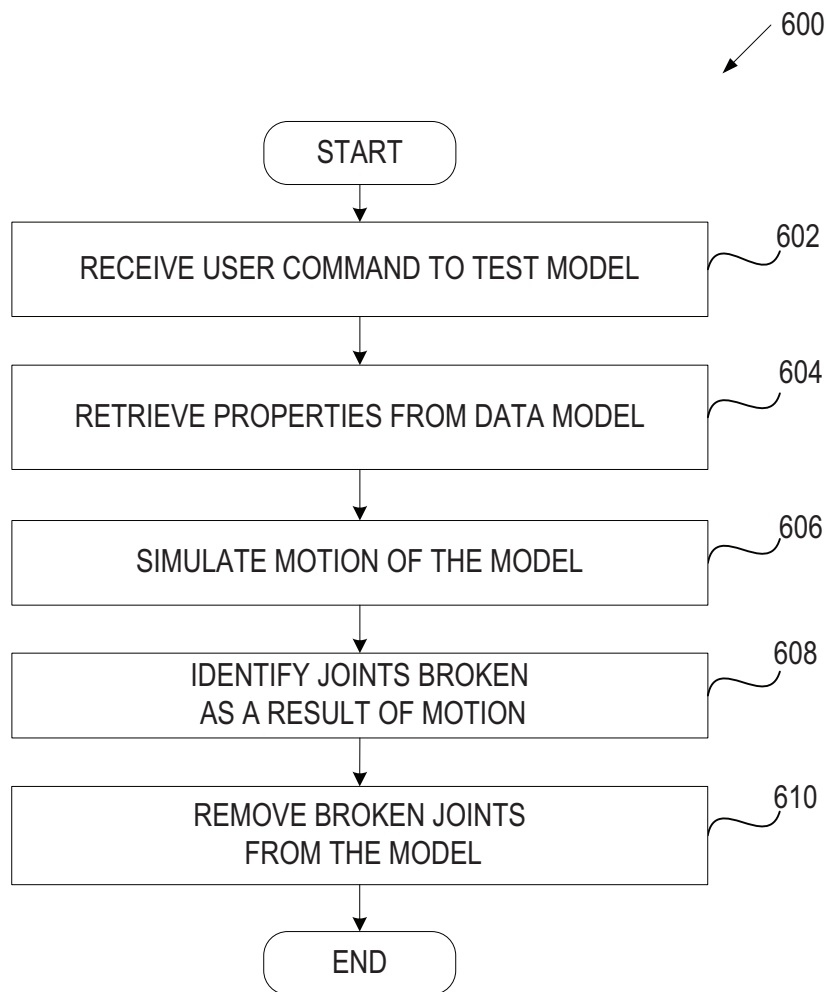 600
START
RECEIVE USER COMMAND TO TEST MODEL
602
RETRIEVE PROPERTIES FROM DATA MODEL
604
SIMULATE MOTION OF THE MODEL
606
IDENTIFY JOINTS BROKEN
AS A RESULT OF MOTION
608
REMOVE BROKEN JOINTS
FROM THE MODEL
610
END